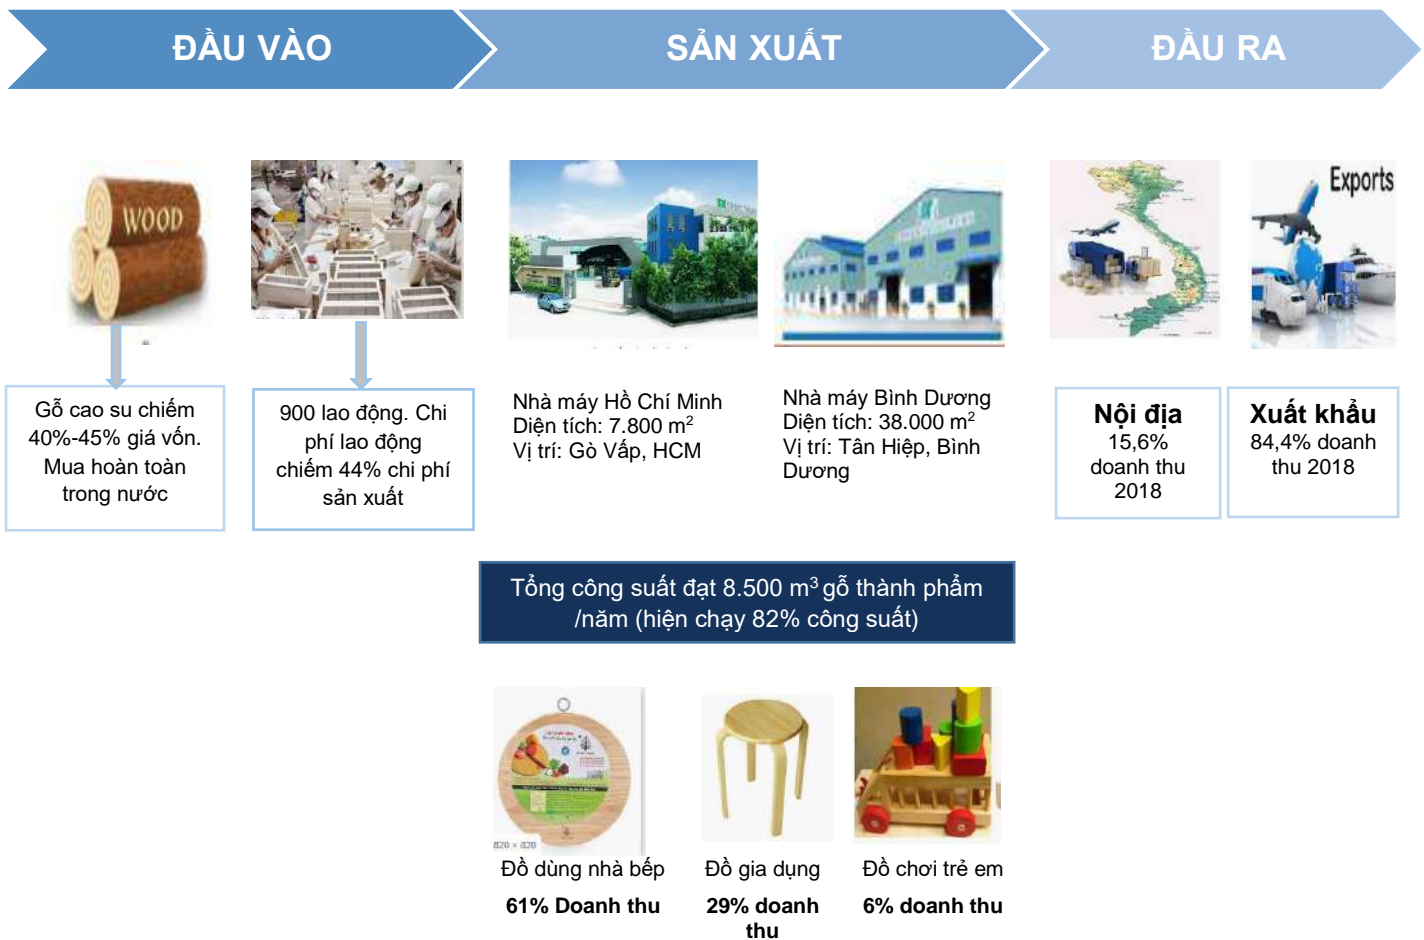 ĐẦU VÀO
SẢN XUẤT
ĐẦU RA
WOOD
Exports
Gỗ cao su chiếm
40%-45% giá vốn.
Mua hoàn toàn
trong nước
900 lao động. Chi
phí lao động
chiếm 44% chi phí
sản xuất
Nhà máy Hồ Chí Minh
Diện tích: 7.800 m²
Vị trí: Gò Vấp, HCM
Nhà máy Bình Dương
Diện tích: 38.000 m²
Vị trí: Tân Hiệp, Bình
Dương
Nội địa
15,6%
doanh thu
2018
Xuất khẩu
84,4% doanh
thu 2018
Tổng công suất đạt 8.500 m³ gỗ thành phẩm
/năm (hiện chạy 82% công suất)
820 × 820
Đồ dùng nhà bếp
61% Doanh thu
Đồ gia dụng
29% doanh
thu
Đồ chơi trẻ em
6% doanh thu